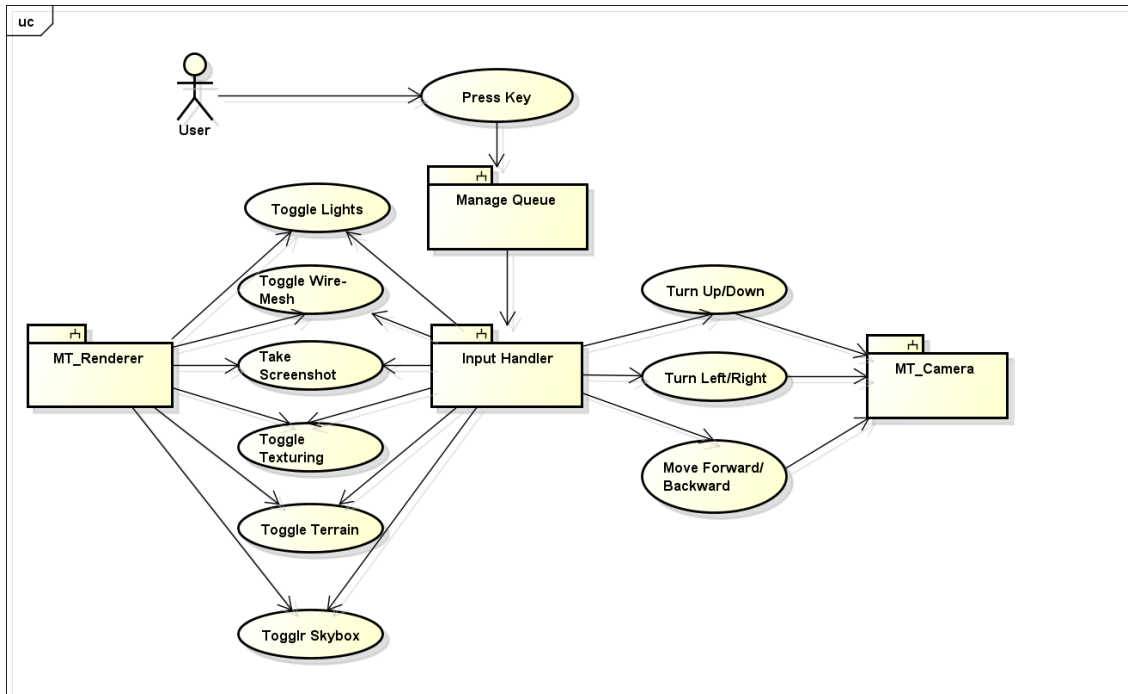 uc
User
Press Key
Manage Queue
Toggle Lights
Toggle Wire-
Mesh
Turn Up/Down
MT_Renderer
Take
Screenshot
Input Handler
Turn Left/Right
MT_Camera
Toggle
Texturing
Move Forward/
Backward
Toggle Terrain
Togglr Skybox